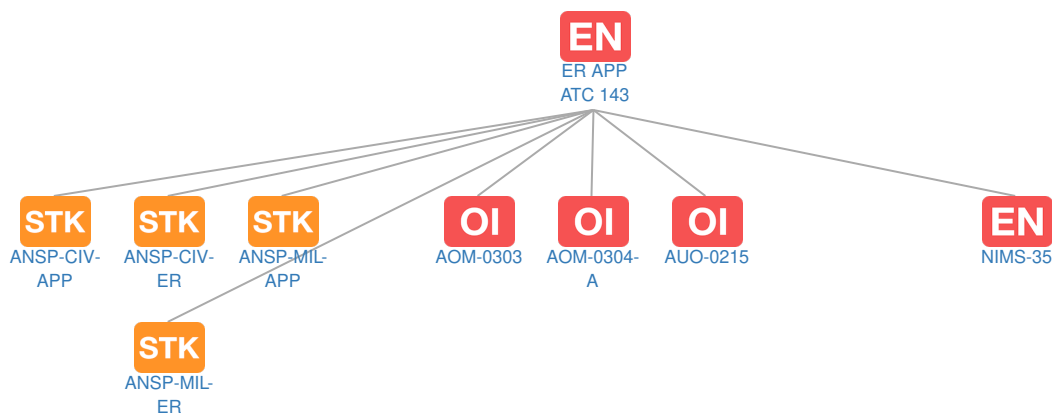 EN
ER APP
ATC 143
STK
STK
STK
OI
OI
OI
EN
ANSP-CIV-
APP
ANSP-CIV-
ER
ANSP-MIL-
APP
AOM-0303
AOM-0304-
A
AUO-0215
NIMS-35
STK
ANSP-MIL-
ER